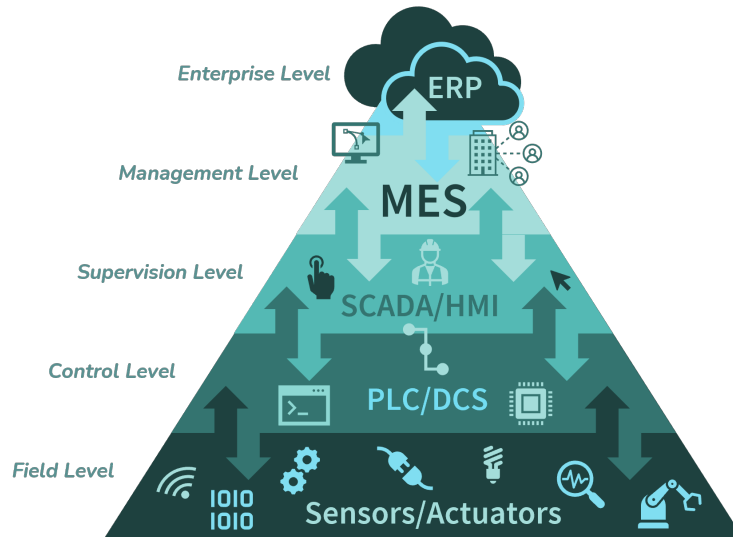 Enterprise Level
ERP
Management Level
MES
Supervision Level
SCADA/HMI
Control Level
PLC/DCS
Field Level
1010
1010
Sensors/Actuators